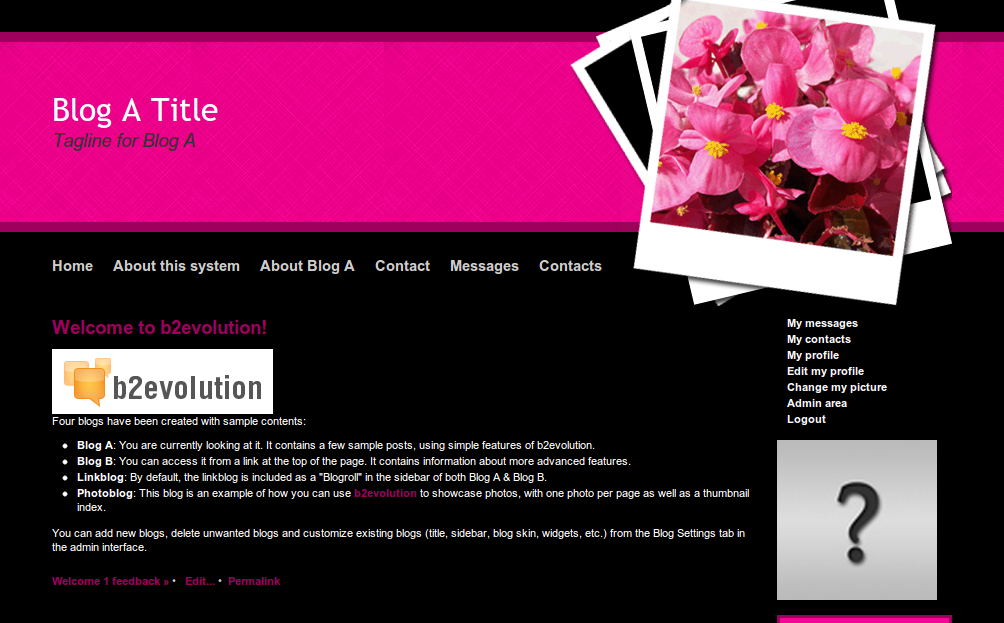 Blog A Title
Tagline for Blog A
Home About this system About Blog A Contact Messages Contacts
Welcome to b2evolution!
b2evolution
Four blogs have been created with sample contents:
Blog A: You are currently looking at it. It contains a few sample posts, using simple features of b2evolution.
Blog B: You can access it from a link at the top of the page. It contains information about more advanced features.
Linkblog: By default, the linkblog is included as a "Blogroll" in the sidebar of both Blog A & Blog B.
Photoblog: This blog is an example of how you can use b2evolution to showcase photos, with one photo per page as well as a thumbnail
index.
You can add new blogs, delete unwanted blogs and customize existing blogs (title, sidebar, blog skin, widgets, etc.) from the Blog Settings tab in
the admin interface.
Welcome 1 feedback » • Edit... • Permalink
My messages
My contacts
My profile
Edit my profile
Change my picture
Admin area
Logout
?